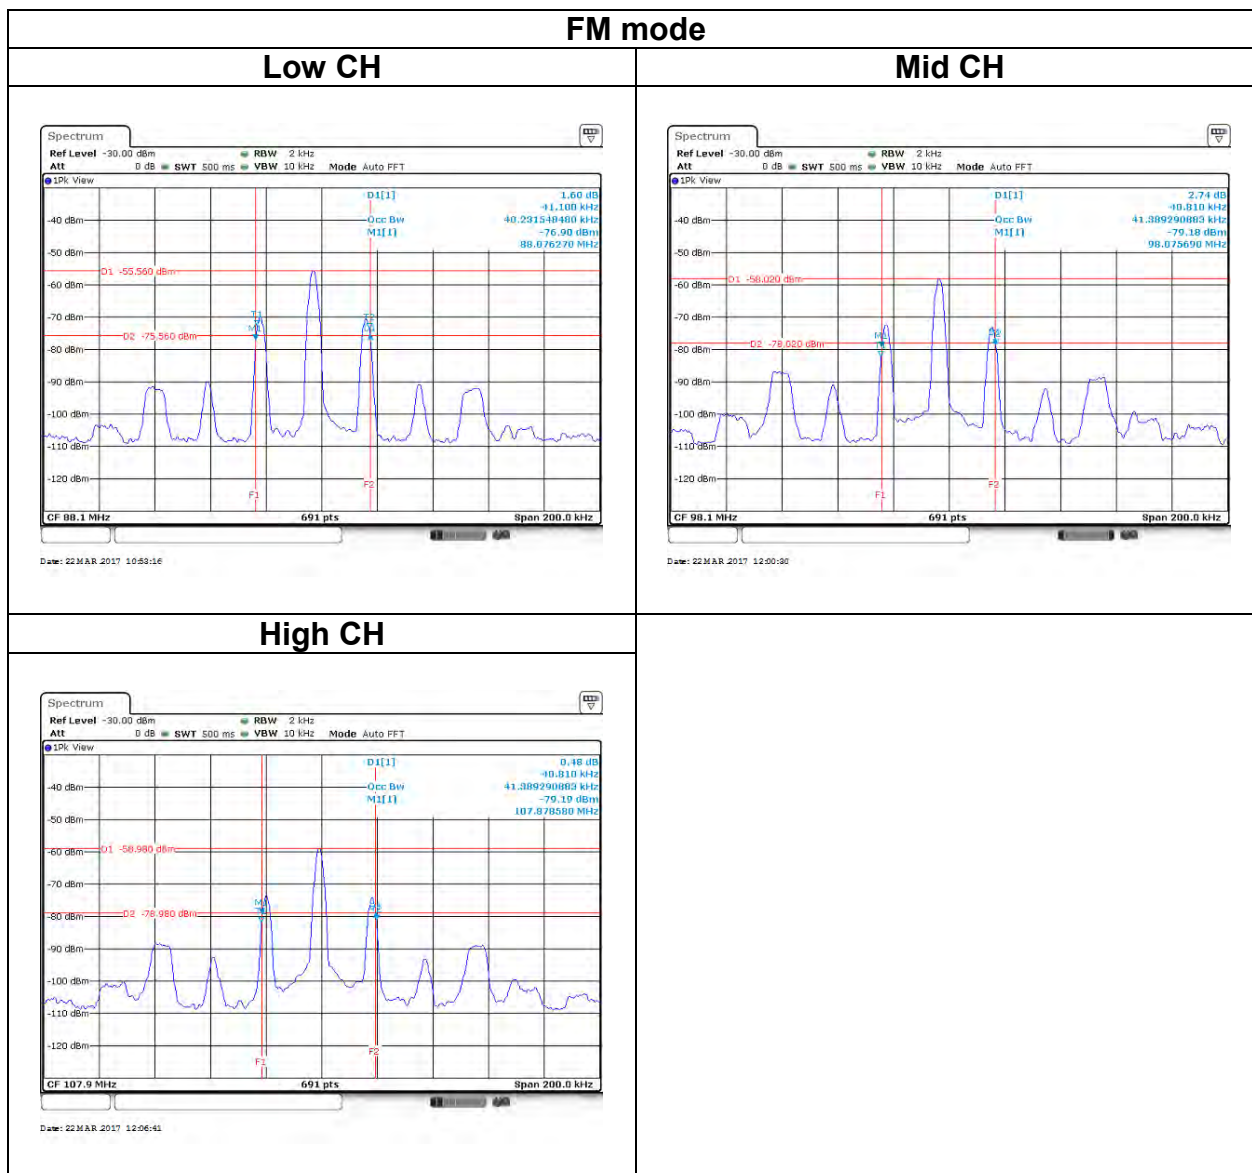 FM mode
Low CH
Mid CH
Spectrum
Ref Level -30.00 dBm RBW 2 kHz
Att 0 dB SWT 500 ms VBW 10 kHz Mode Auto FFT
1Pk View
D1[1] 1.60 dB
41.100 kHz
Occ Bw 40.231548480 kHz
M1[1] -76.90 dBm
88.076270 MHz
-40 dBm
-50 dBm
D1 -55.560 dBm
-60 dBm
-70 dBm
D2 -75.560 dBm
-80 dBm
-90 dBm
-100 dBm
-110 dBm
-120 dBm
F1
F2
CF 88.1 MHz 691 pts Span 200.0 kHz
Date: 22.MAR.2017 10:53:16
Spectrum
Ref Level -30.00 dBm RBW 2 kHz
Att 0 dB SWT 500 ms VBW 10 kHz Mode Auto FFT
1Pk View
D1[1] 2.74 dB
40.810 kHz
Occ Bw 41.389290883 kHz
M1[1] -79.18 dBm
98.075690 MHz
-40 dBm
-50 dBm
D1 -58.020 dBm
-60 dBm
-70 dBm
D2 -78.020 dBm
-80 dBm
-90 dBm
-100 dBm
-110 dBm
-120 dBm
F1
F2
CF 98.1 MHz 691 pts Span 200.0 kHz
Date: 22.MAR.2017 12:00:30
High CH
Spectrum
Ref Level -30.00 dBm RBW 2 kHz
Att 0 dB SWT 500 ms VBW 10 kHz Mode Auto FFT
1Pk View
D1[1] 0.48 dB
40.810 kHz
Occ Bw 41.389290883 kHz
M1[1] -79.19 dBm
107.878580 MHz
-40 dBm
-50 dBm
D1 -58.980 dBm
-60 dBm
-70 dBm
D2 -78.980 dBm
-80 dBm
-90 dBm
-100 dBm
-110 dBm
-120 dBm
F1
F2
CF 107.9 MHz 691 pts Span 200.0 kHz
Date: 22.MAR.2017 12:06:41